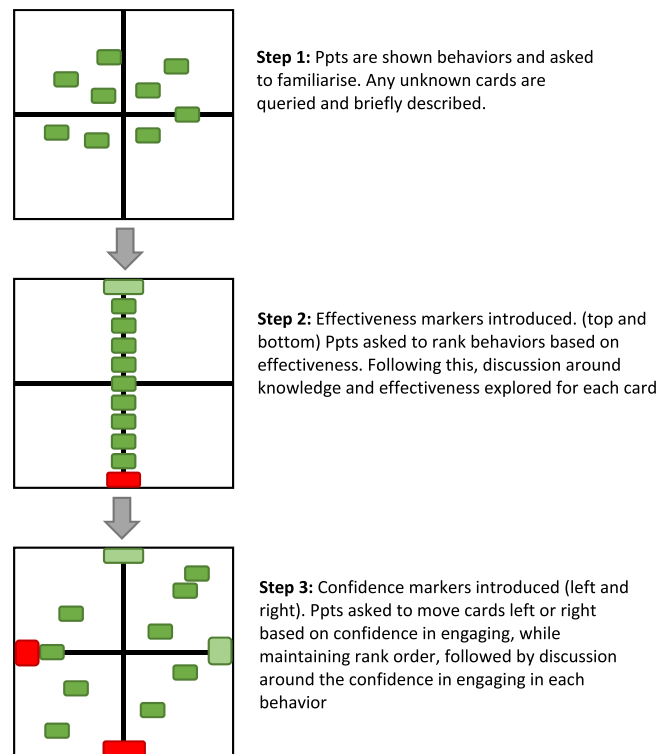 Step 1: Ppts are shown behaviors and asked
to familiarise. Any unknown cards are
queried and briefly described.
Step 2: Effectiveness markers introduced. (top and
bottom) Ppts asked to rank behaviors based on
effectiveness. Following this, discussion around
knowledge and effectiveness explored for each card
Step 3: Confidence markers introduced (left and
right). Ppts asked to move cards left or right
based on confidence in engaging, while
maintaining rank order, followed by discussion
around the confidence in engaging in each
behavior